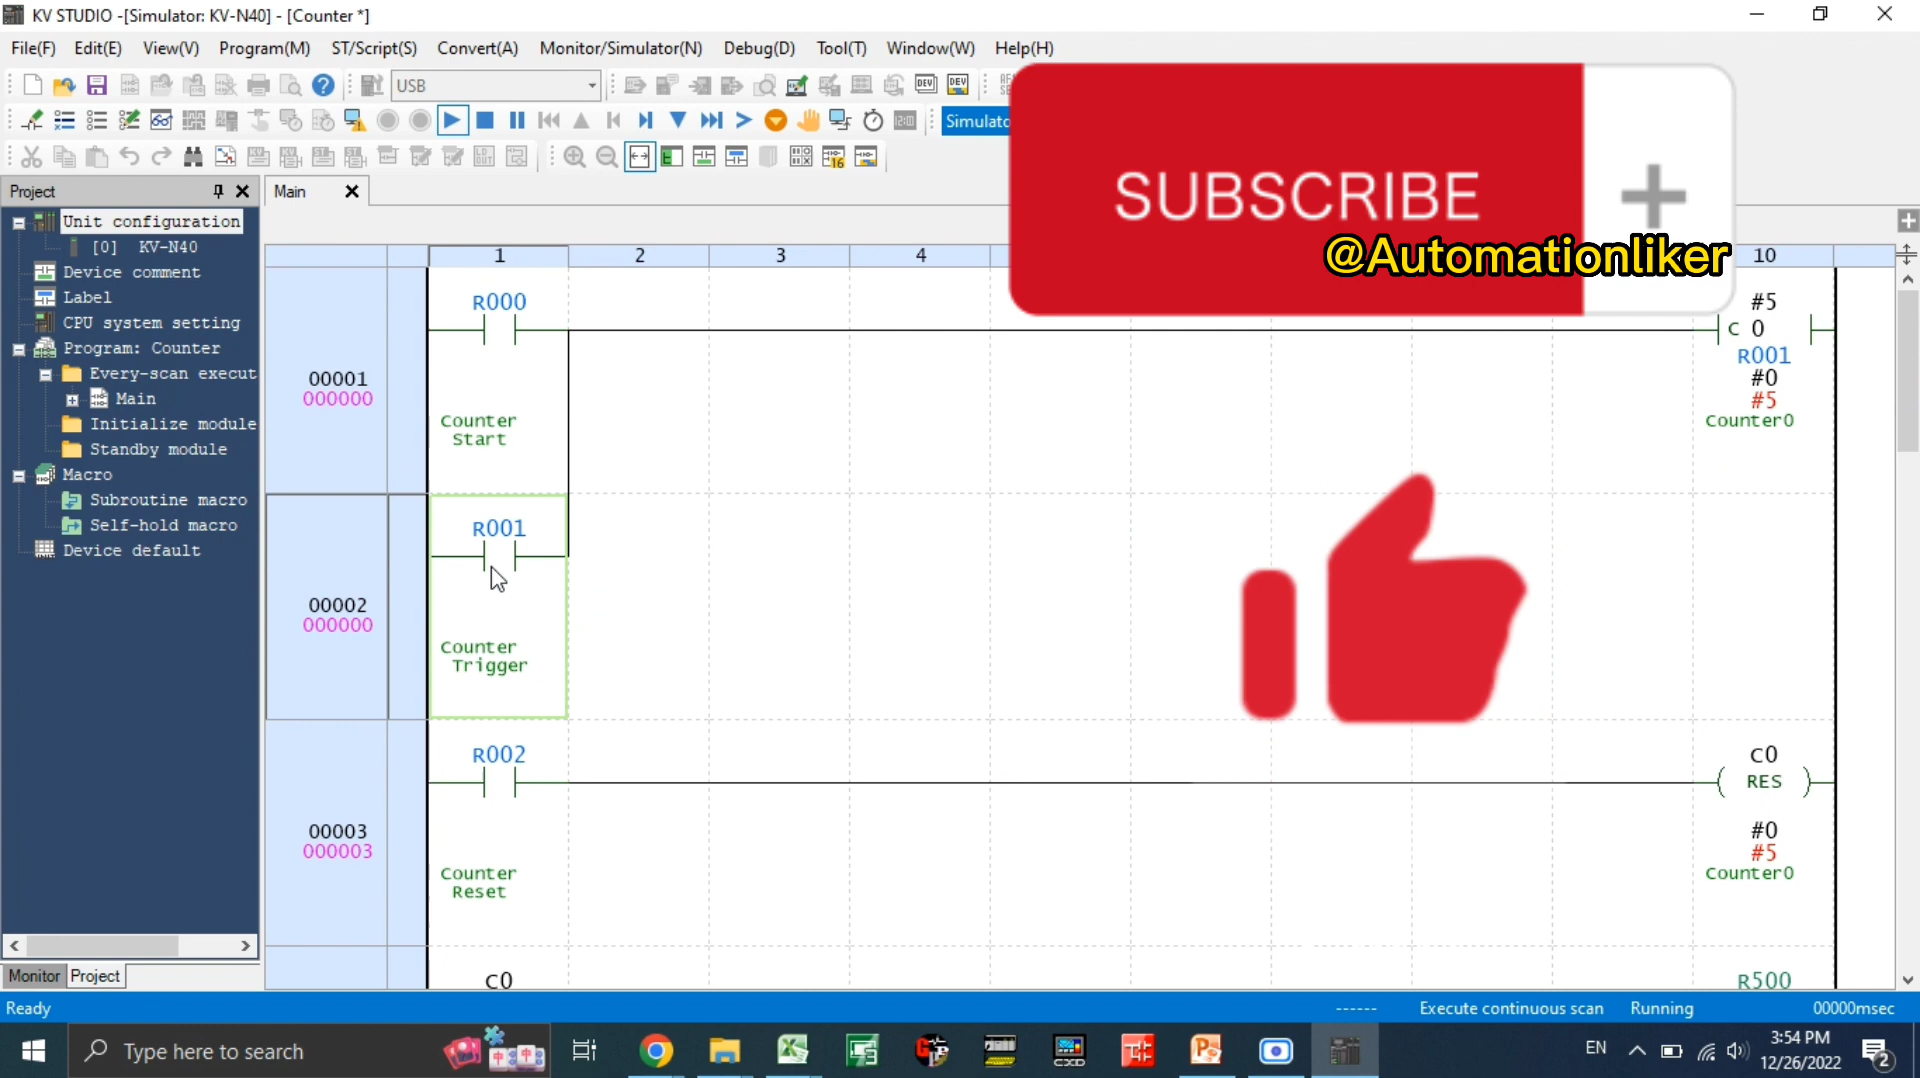 KV STUDIO -[Simulator: KV-N40] - [Counter *]
File(F) Edit(E) View(V) Program(M) ST/Script(S) Convert(A) Monitor/Simulator(N) Debug(D) Tool(T) Window(W) Help(H)
USB
DEV DEV
Simulato
SUBSCRIBE +
@Automationliker
Project
Main
Unit configuration
[0] KV-N40
Device comment
Label
CPU system setting
Program: Counter
Every-scan execut
Main
Initialize module
Standby module
Macro
Subroutine macro
Self-hold macro
Device default
1 2 3 4 10
R000
#5
C 0
R001
00001
000000
#0
#5
Counter
Start
Counter0
R001
00002
000000
Counter
Trigger
R002
C0
RES
00003
000003
#0
#5
Counter
Reset
Counter0
C0
R500
Monitor Project
Ready
------ Execute continuous scan Running 00000msec
Type here to search
EN
3:54 PM
12/26/2022
2